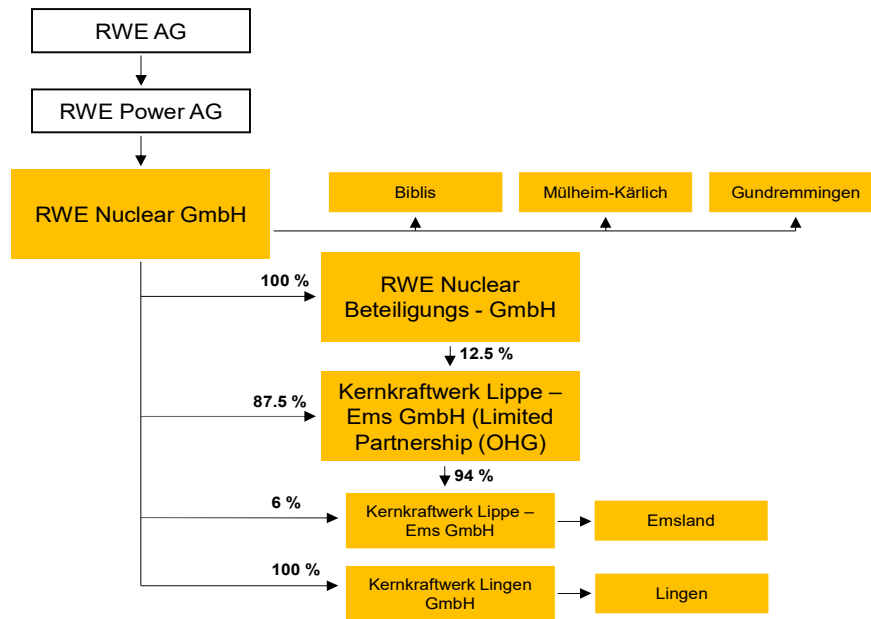 RWE AG
RWE Power AG
RWE Nuclear GmbH
Biblis
Mülheim-Kärlich
Gundremmingen
100 %
RWE Nuclear
Beteiligungs - GmbH
12.5 %
87.5 %
Kernkraftwerk Lippe –
Ems GmbH (Limited
Partnership (OHG)
94 %
6 %
Kernkraftwerk Lippe –
Ems GmbH
Emsland
100 %
Kernkraftwerk Lingen
GmbH
Lingen